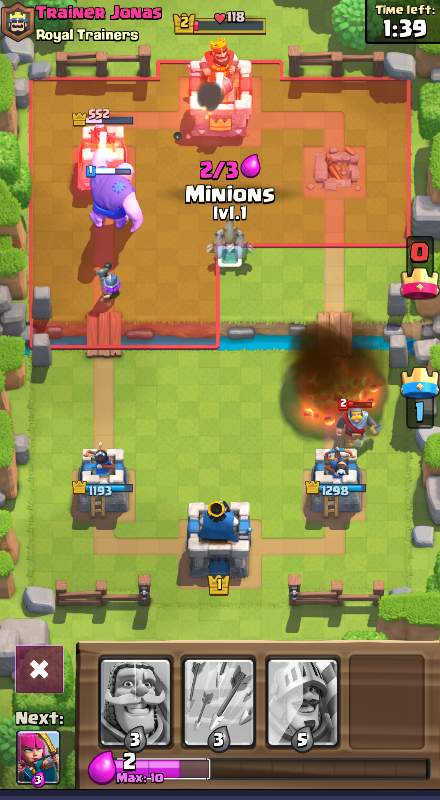 Trainer Jonas
Royal Trainers
2
118
Time left:
1:39
552
1
2/3
Minions
lvl.1
0
1
2
1193
1298
1
3
3
5
Next:
3
2
Max:10